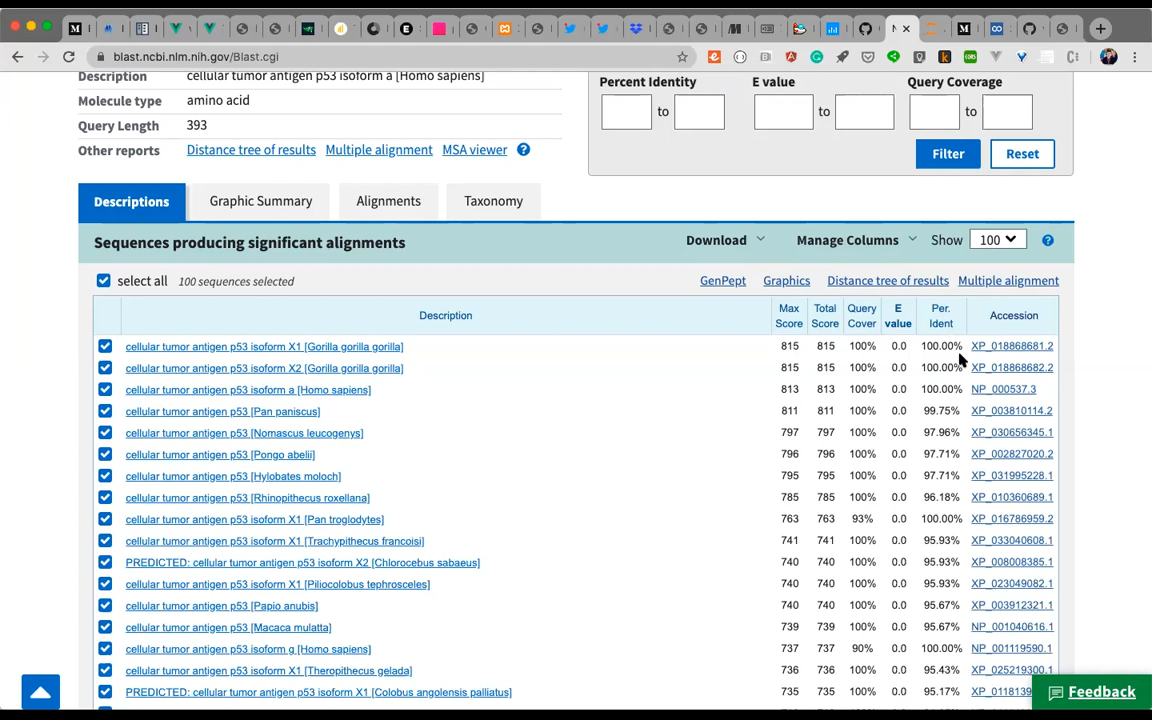 blast.ncbi.nlm.nih.gov/Blast.cgi
Description cellular tumor antigen p53 isoform a [Homo sapiens]
Molecule type amino acid
Query Length 393
Other reports Distance tree of results Multiple alignment MSA viewer ?
Percent Identity E value Query Coverage
to to to
Filter Reset
Descriptions Graphic Summary Alignments Taxonomy
Sequences producing significant alignments Download Manage Columns Show 100 ?
select all 100 sequences selected GenPept Graphics Distance tree of results Multiple alignment
Description Max Score Total Score Query Cover E value Per. Ident Accession
cellular tumor antigen p53 isoform X1 [Gorilla gorilla gorilla] 815 815 100% 0.0 100.00% XP_018868681.2
cellular tumor antigen p53 isoform X2 [Gorilla gorilla gorilla] 815 815 100% 0.0 100.00% XP_018868682.2
cellular tumor antigen p53 isoform a [Homo sapiens] 813 813 100% 0.0 100.00% NP_000537.3
cellular tumor antigen p53 [Pan paniscus] 811 811 100% 0.0 99.75% XP_003810114.2
cellular tumor antigen p53 [Nomascus leucogenys] 797 797 100% 0.0 97.96% XP_030656345.1
cellular tumor antigen p53 [Pongo abelii] 796 796 100% 0.0 97.71% XP_002827020.2
cellular tumor antigen p53 [Hylobates moloch] 795 795 100% 0.0 97.71% XP_031995228.1
cellular tumor antigen p53 [Rhinopithecus roxellana] 785 785 100% 0.0 96.18% XP_010360689.1
cellular tumor antigen p53 isoform X1 [Pan troglodytes] 763 763 93% 0.0 100.00% XP_016786959.2
cellular tumor antigen p53 isoform X1 [Trachypithecus francoisi] 741 741 100% 0.0 95.93% XP_033040608.1
PREDICTED: cellular tumor antigen p53 isoform X2 [Chlorocebus sabaeus] 740 740 100% 0.0 95.93% XP_008008385.1
cellular tumor antigen p53 isoform X1 [Piliocolobus tephrosceles] 740 740 100% 0.0 95.93% XP_023049082.1
cellular tumor antigen p53 [Papio anubis] 740 740 100% 0.0 95.67% XP_003912321.1
cellular tumor antigen p53 [Macaca mulatta] 739 739 100% 0.0 95.67% NP_001040616.1
cellular tumor antigen p53 isoform g [Homo sapiens] 737 737 90% 0.0 100.00% NP_001119590.1
cellular tumor antigen p53 isoform X1 [Theropithecus gelada] 736 736 100% 0.0 95.43% XP_025219300.1
PREDICTED: cellular tumor antigen p53 isoform X1 [Colobus angolensis palliatus] 735 735 100% 0.0 95.17% XP_0118139
Feedback